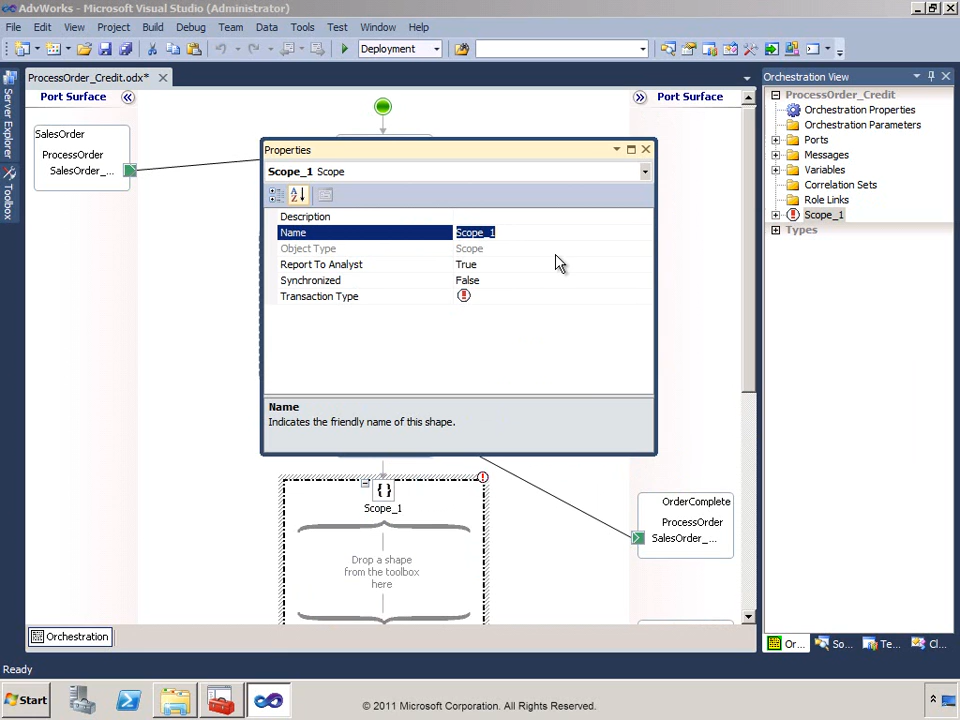 AdvWorks - Microsoft Visual Studio (Administrator)
File Edit View Project Build Debug Team Data Tools Test Window Help
Deployment
ProcessOrder_Credit.odx*
Server Explorer
Toolbox
Port Surface
Port Surface
SalesOrder
ProcessOrder
SalesOrder_...
Properties
Scope_1 Scope
Description
Name Scope_1
Object Type Scope
Report To Analyst True
Synchronized False
Transaction Type
Name
Indicates the friendly name of this shape.
{ }
Scope_1
Drop a shape
from the toolbox
here
OrderComplete
ProcessOrder
SalesOrder_...
Orchestration
Orchestration View
ProcessOrder_Credit
Orchestration Properties
Orchestration Parameters
Ports
Messages
Variables
Correlation Sets
Role Links
Scope_1
Types
Or... So... Te... Cl...
Ready
Start
© 2011 Microsoft Corporation. All Rights Reserved.